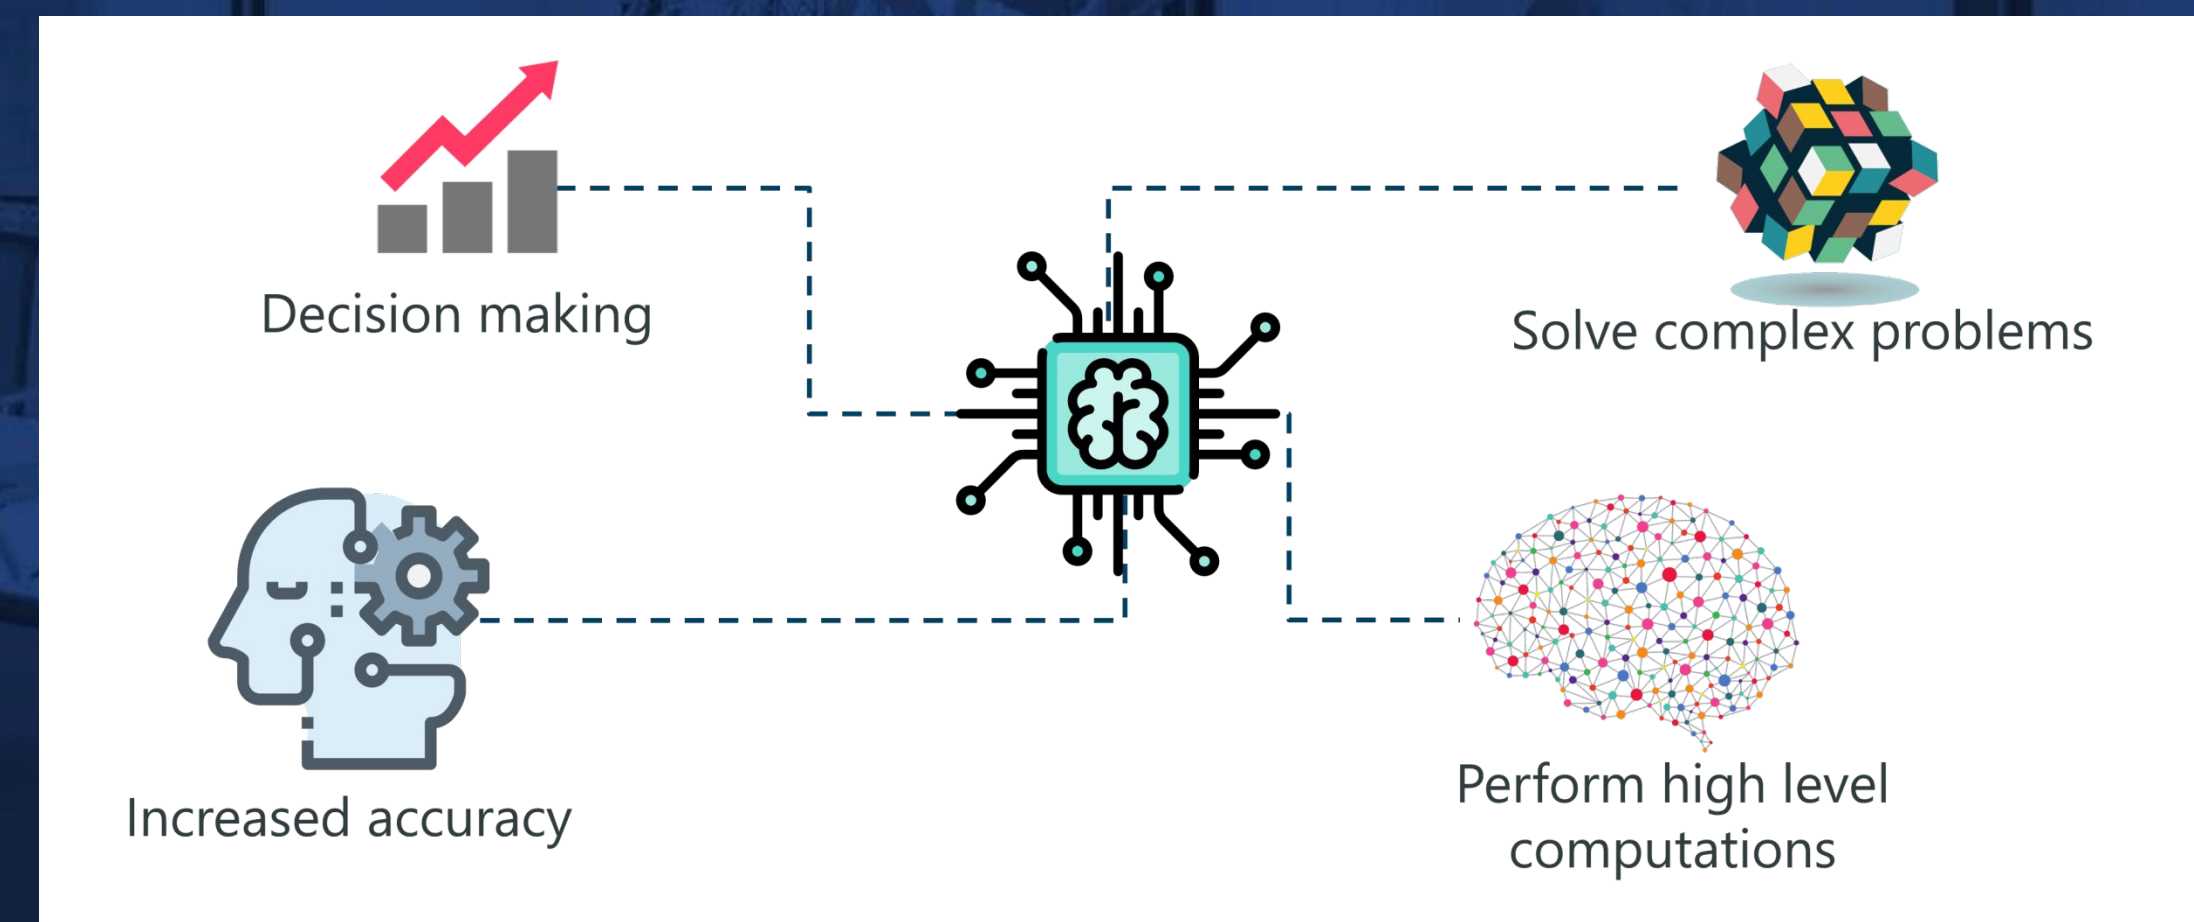 Decision making
Solve complex problems
Increased accuracy
Perform high level
computations